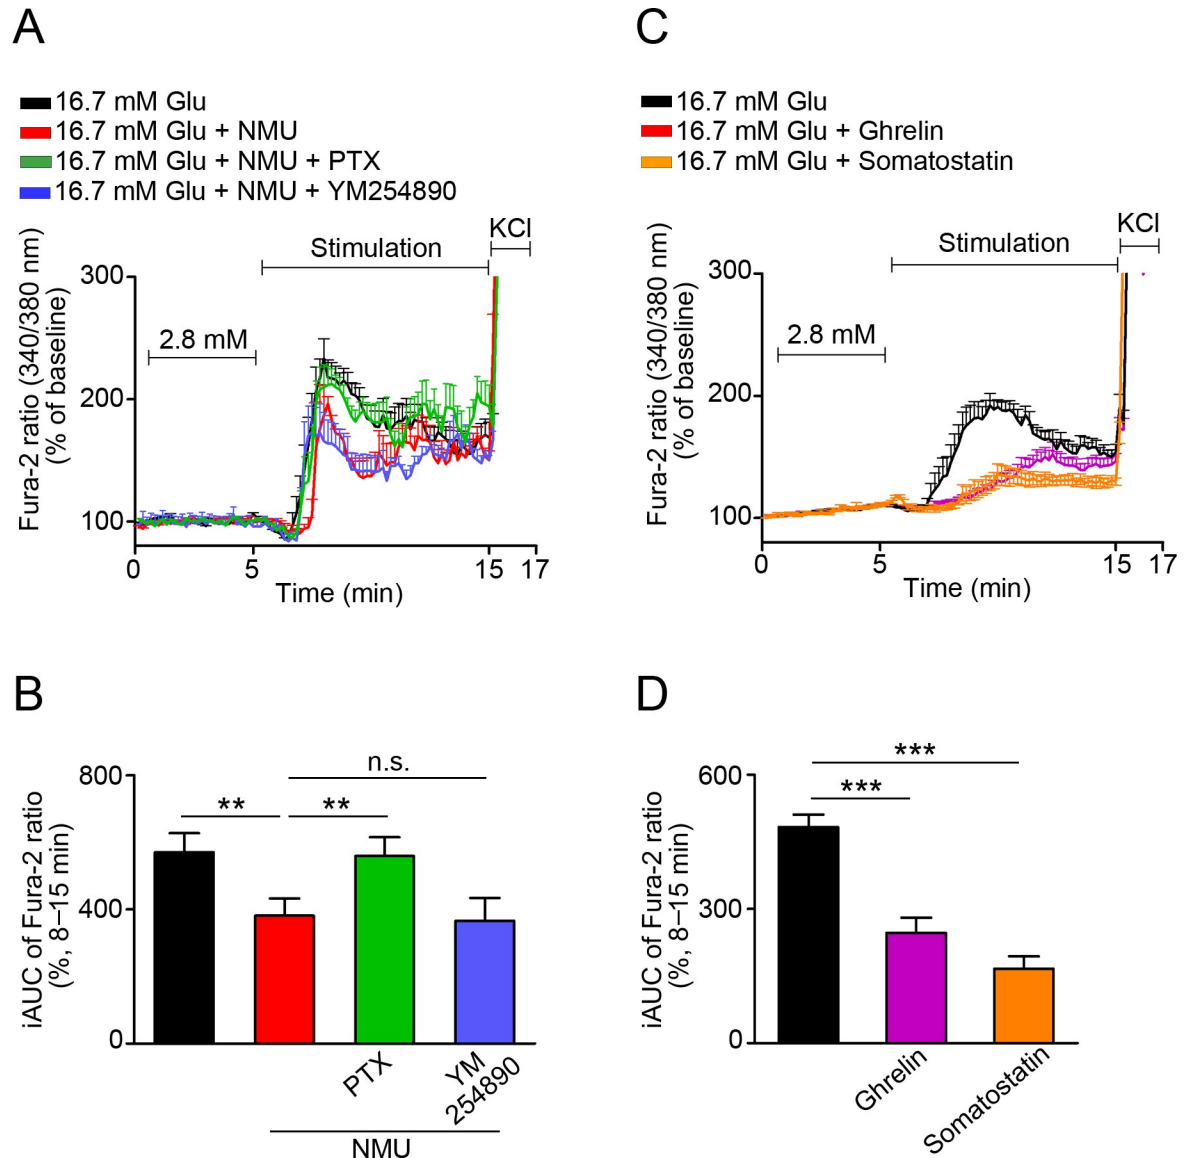 A
16.7 mM Glu
16.7 mM Glu + NMU
16.7 mM Glu + NMU + PTX
16.7 mM Glu + NMU + YM254890
Fura-2 ratio (340/380 nm)
(% of baseline)
300
200
100
2.8 mM
Stimulation
KCl
0
5
15
17
Time (min)
C
16.7 mM Glu
16.7 mM Glu + Ghrelin
16.7 mM Glu + Somatostatin
Fura-2 ratio (340/380 nm)
(% of baseline)
300
200
100
2.8 mM
Stimulation
KCl
0
5
15
17
Time (min)
B
iAUC of Fura-2 ratio
(%, 8–15 min)
800
400
0
**
**
n.s.
PTX
YM
254890
NMU
D
iAUC of Fura-2 ratio
(%, 8–15 min)
600
300
0
***
***
Ghrelin
Somatostatin